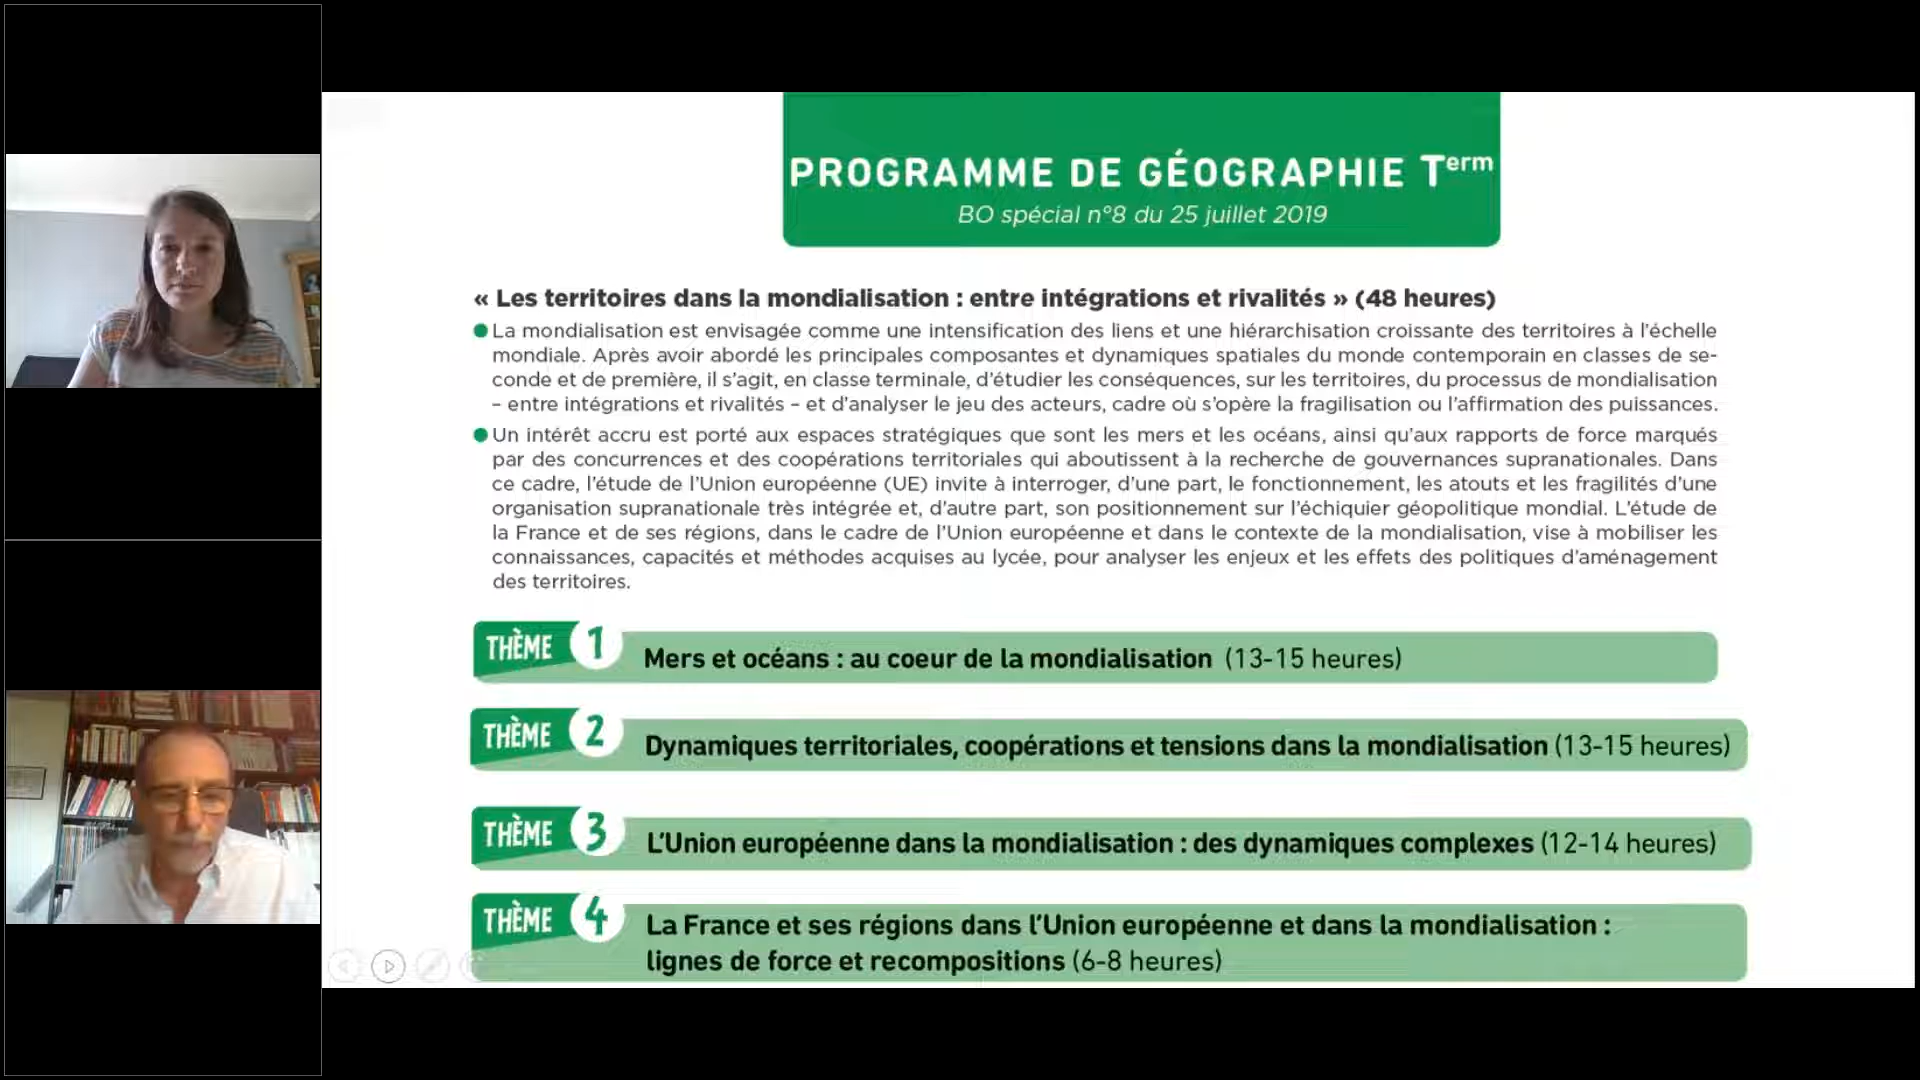 PROGRAMME DE GÉOGRAPHIE Term
BO spécial n°8 du 25 juillet 2019
« Les territoires dans la mondialisation : entre intégrations et rivalités » (48 heures)
La mondialisation est envisagée comme une intensification des liens et une hiérarchisation croissante des territoires à l'échelle
mondiale. Après avoir abordé les principales composantes et dynamiques spatiales du monde contemporain en classes de se-
conde et de première, il s'agit, en classe terminale, d'étudier les conséquences, sur les territoires, du processus de mondialisation
– entre intégrations et rivalités – et d'analyser le jeu des acteurs, cadre où s'opère la fragilisation ou l'affirmation des puissances.
Un intérêt accru est porté aux espaces stratégiques que sont les mers et les océans, ainsi qu'aux rapports de force marqués
par des concurrences et des coopérations territoriales qui aboutissent à la recherche de gouvernances supranationales. Dans
ce cadre, l'étude de l'Union européenne (UE) invite à interroger, d'une part, le fonctionnement, les atouts et les fragilités d'une
organisation supranationale très intégrée et, d'autre part, son positionnement sur l'échiquier géopolitique mondial. L'étude de
la France et de ses régions, dans le cadre de l'Union européenne et dans le contexte de la mondialisation, vise à mobiliser les
connaissances, capacités et méthodes acquises au lycée, pour analyser les enjeux et les effets des politiques d'aménagement
des territoires.
THÈME 1
Mers et océans : au coeur de la mondialisation (13-15 heures)
THÈME 2
Dynamiques territoriales, coopérations et tensions dans la mondialisation (13-15 heures)
THÈME 3
L'Union européenne dans la mondialisation : des dynamiques complexes (12-14 heures)
THÈME 4
La France et ses régions dans l'Union européenne et dans la mondialisation :
lignes de force et recompositions (6-8 heures)